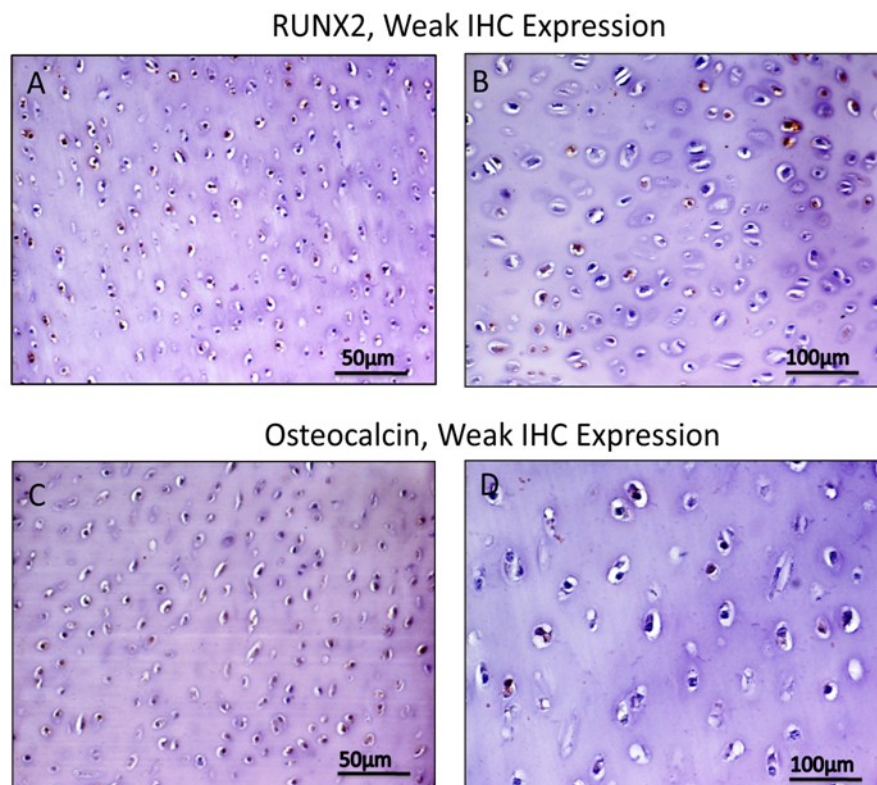 RUNX2, Weak IHC Expression
A
B
50µm
100µm
Osteocalcin, Weak IHC Expression
C
D
50µm
100µm